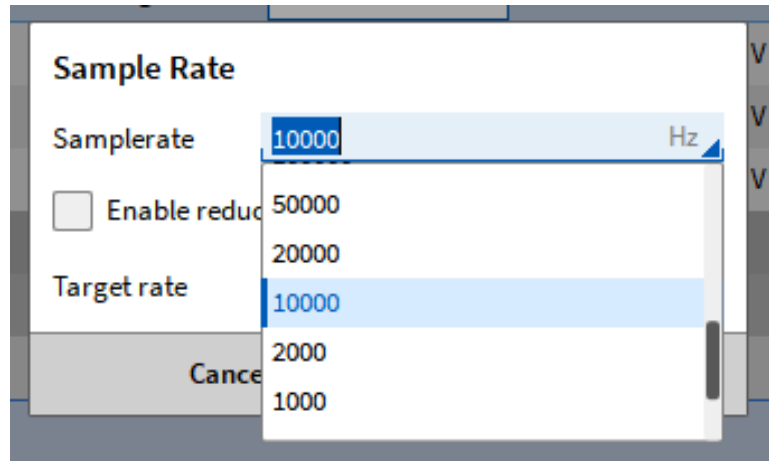 Sample Rate
Samplerate 10000 Hz
50000
Enable reduc
20000
Target rate
10000
2000
Cance
1000
V
V
V